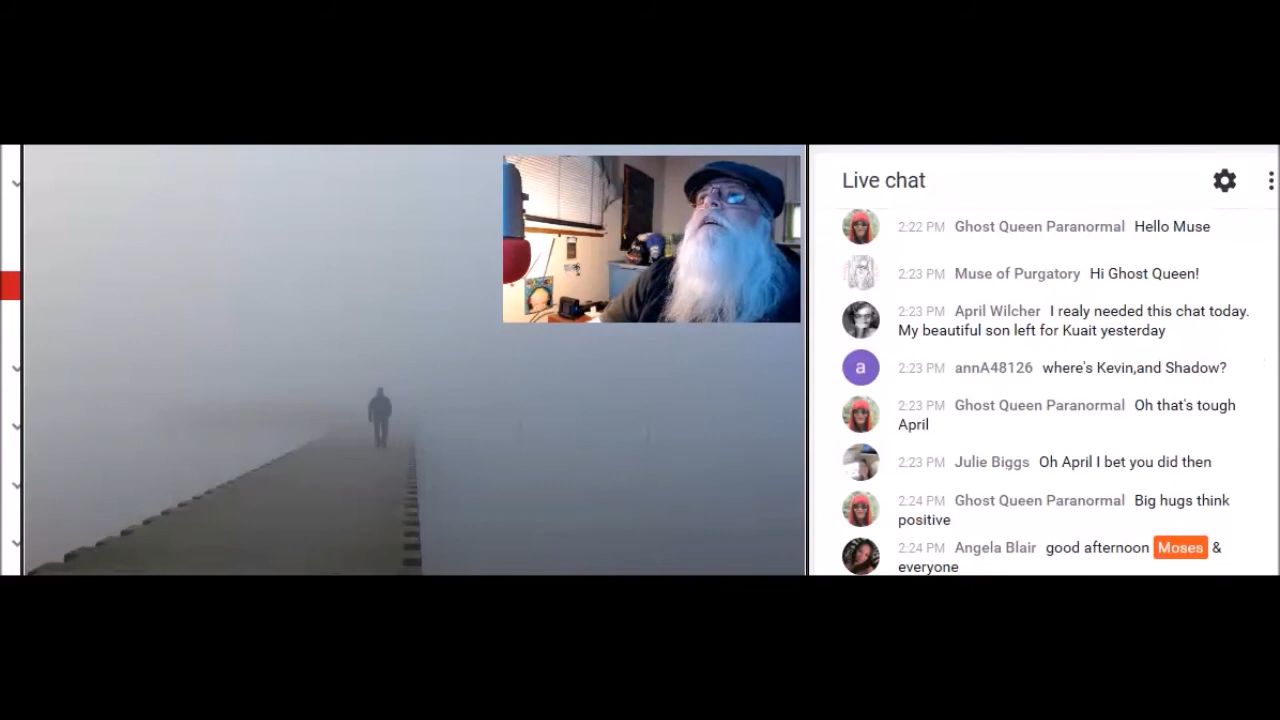 Live chat
2:22 PM Ghost Queen Paranormal Hello Muse
2:23 PM Muse of Purgatory Hi Ghost Queen!
2:23 PM April Wilcher I realy needed this chat today.
My beautiful son left for Kuait yesterday
a 2:23 PM annA48126 where's Kevin,and Shadow?
2:23 PM Ghost Queen Paranormal Oh that's tough
April
2:23 PM Julie Biggs Oh April I bet you did then
2:24 PM Ghost Queen Paranormal Big hugs think
positive
2:24 PM Angela Blair good afternoon Moses &
everyone